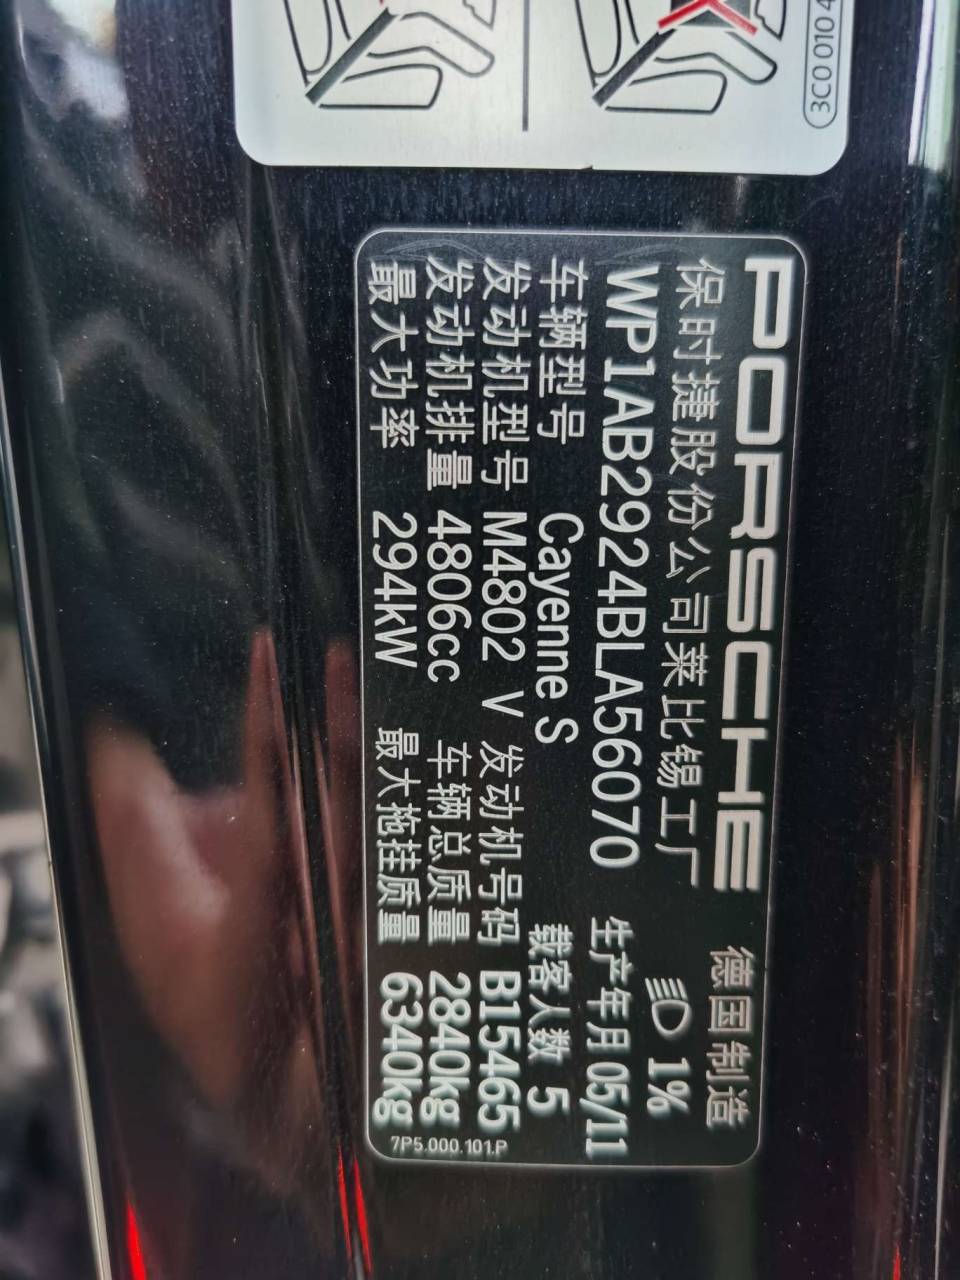 3C0 010 4
PORSCHE 德国制造
保时捷股份公司莱比锡工厂 1%
WP1AB2924BLA56070 生产年月 05/11
车辆型号 Cayenne S 载客人数 5
发动机型号 M4802 V 发动机号码 B15465
发动机排量 4806cc 车辆总质量 2840kg
最大功率 294kW 最大拖挂质量 6340kg
7P5.000.101.P